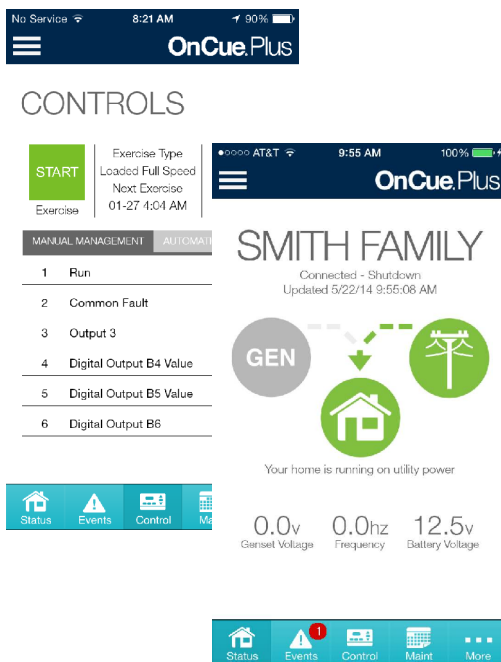 No Service 8:21 AM 90%
OnCue.Plus
CONTROLS
START
Exercise
Exercise Type
Loaded Full Speed
Next Exercise
01-27 4:04 AM
MANUAL MANAGEMENT
1 Run
2 Common Fault
3 Output 3
4 Digital Output B4 Value
5 Digital Output B5 Value
6 Digital Output B6
Status Events Control
AT&T 9:55 AM 100%
OnCue.Plus
SMITH FAMILY
Connected - Shutdown
Updated 5/22/14 9:55:08 AM
GEN
Your home is running on utility power
0.0v 0.0hz 12.5v
Genset Voltage Frequency Battery Voltage
1
Status Events Control Maint More